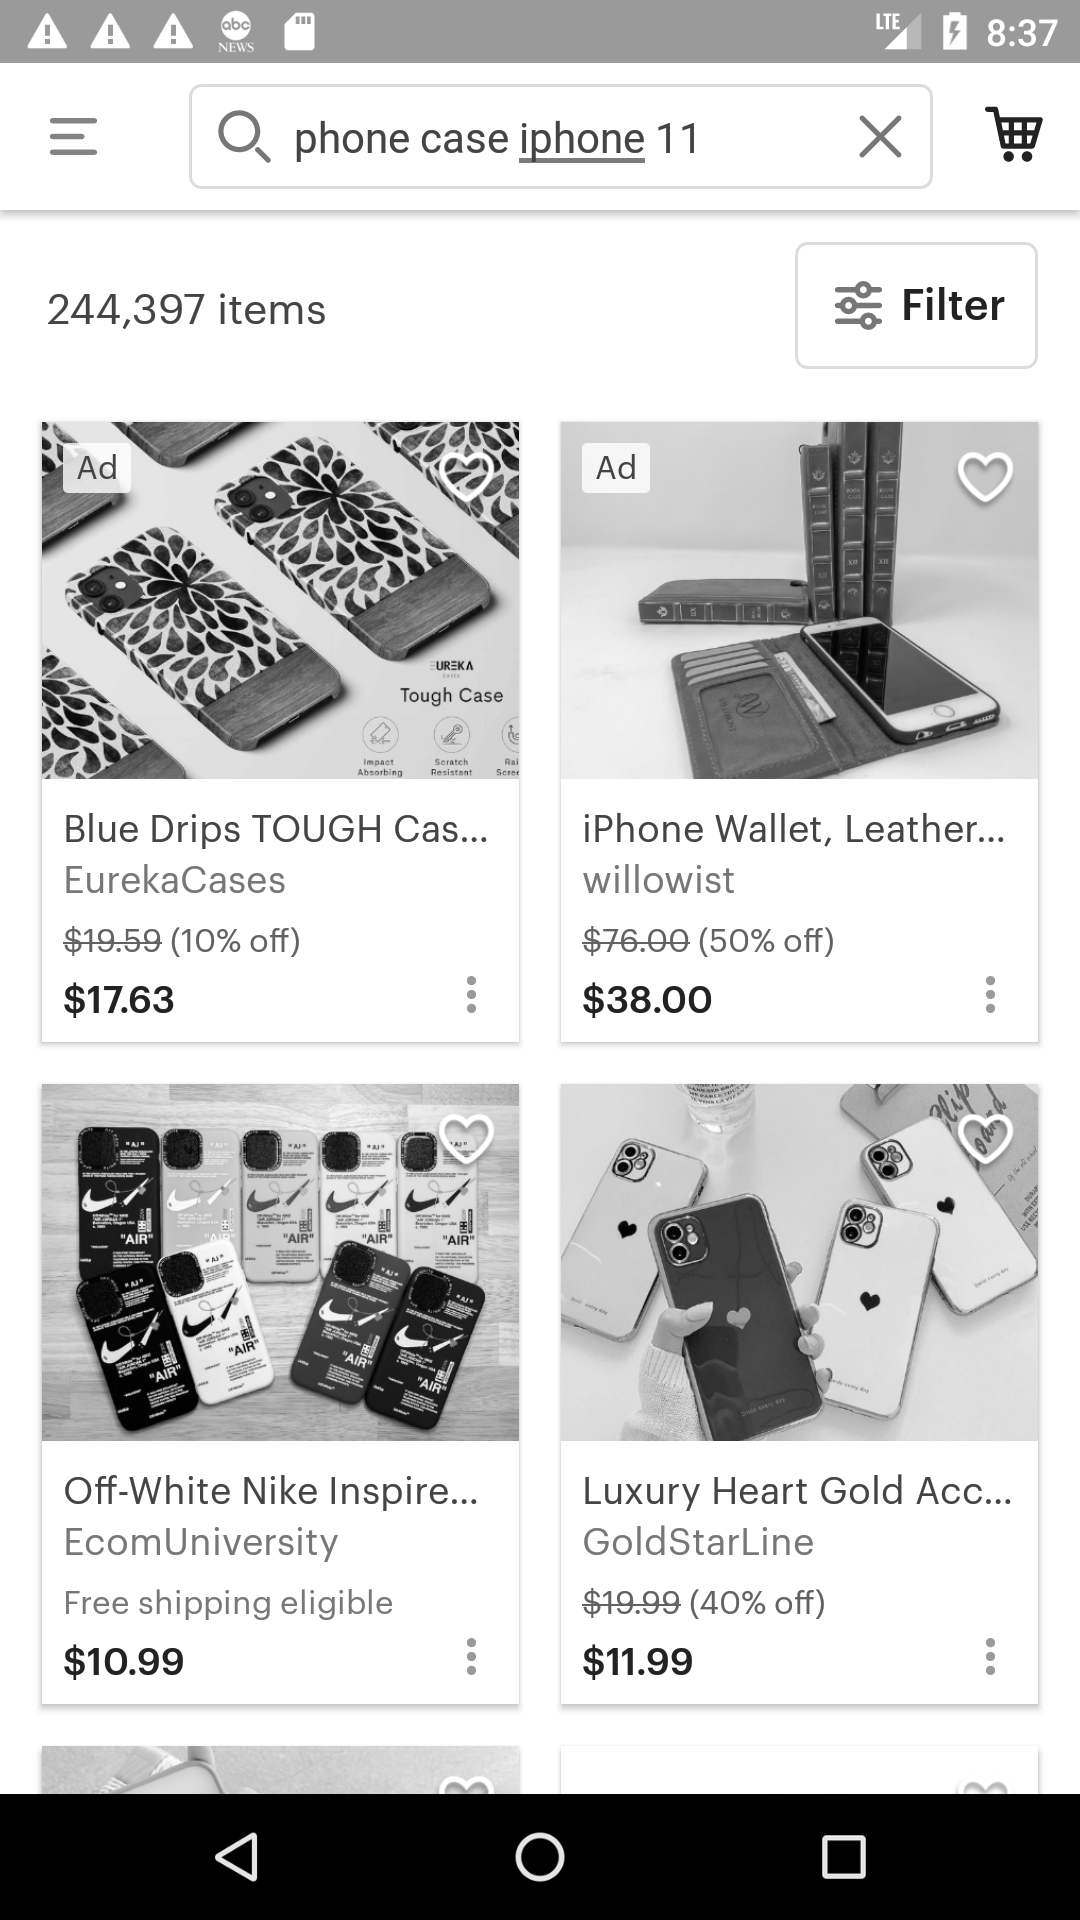 abc
NEWS
LTE
8:37
phone case iphone 11
244,397 items
Filter
Ad
EUREKA
CASES
Tough Case
Impact
Absorbing
Scratch
Resistant
Ad
Blue Drips TOUGH Cas...
EurekaCases
$19.59 (10% off)
$17.63
iPhone Wallet, Leather...
willowist
$76.00 (50% off)
$38.00
"AIR"
"AIR"
"AIR"
"AIR"
"AIR"
"AIR"
"AIR"
"AIR"
"AIR"
Off-White Nike Inspire...
EcomUniversity
Free shipping eligible
$10.99
Luxury Heart Gold Acc...
GoldStarLine
$19.99 (40% off)
$11.99